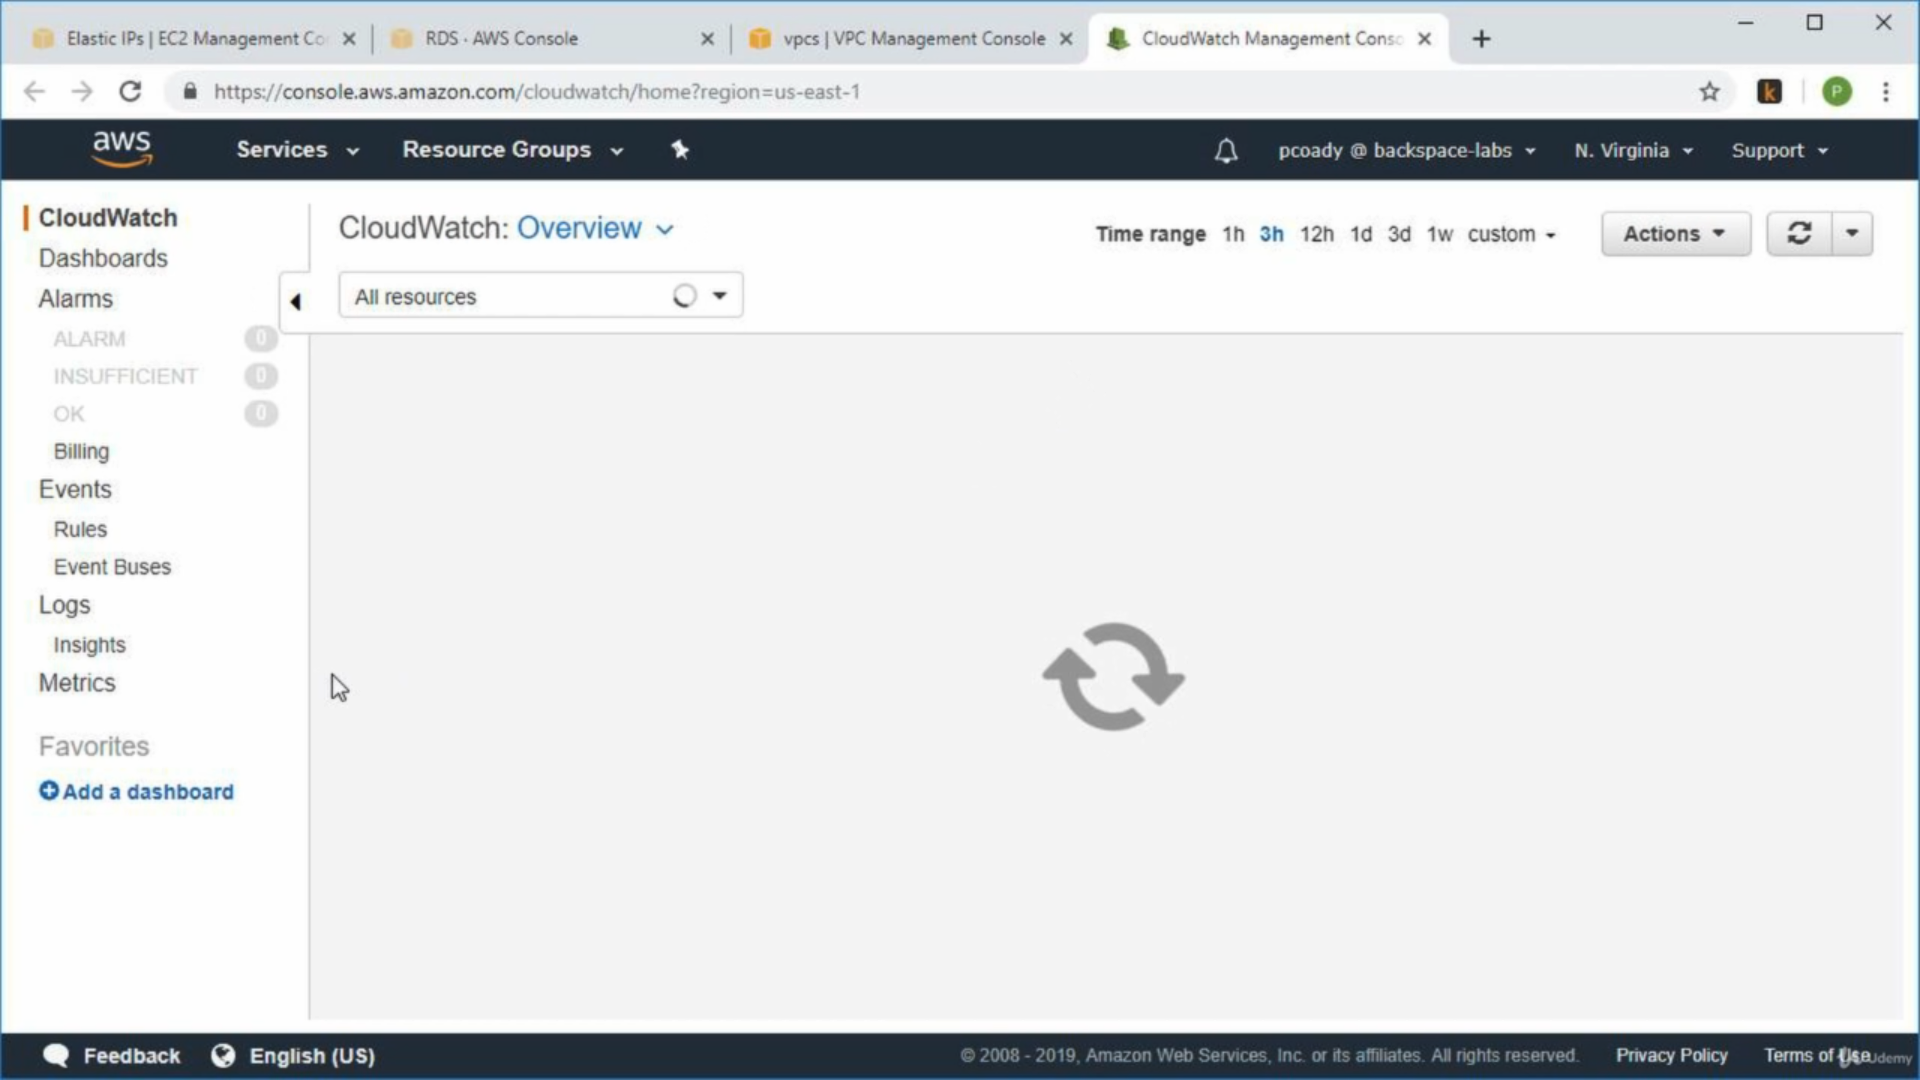 Elastic IPs | EC2 Management Co
RDS · AWS Console
vpcs | VPC Management Console
CloudWatch Management Conso
https://console.aws.amazon.com/cloudwatch/home?region=us-east-1
k
P
aws
Services
Resource Groups
pcoady @ backspace-labs
N. Virginia
Support
CloudWatch
Dashboards
Alarms
ALARM 0
INSUFFICIENT 0
OK 0
Billing
Events
Rules
Event Buses
Logs
Insights
Metrics
Favorites
Add a dashboard
CloudWatch: Overview
Time range 1h 3h 12h 1d 3d 1w custom
Actions
All resources
Feedback
English (US)
© 2008 - 2019, Amazon Web Services, Inc. or its affiliates. All rights reserved.
Privacy Policy
Terms of Use
Udemy